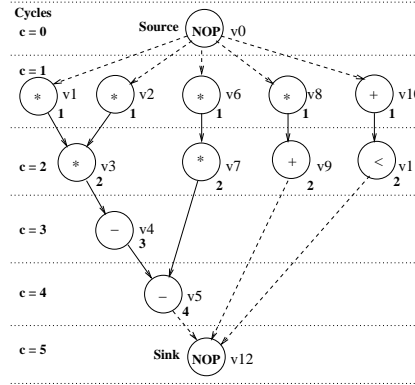 Cycles
c = 0
Source
NOP v0
c = 1
* v1
* v2
* v6
* v8
+ v10
1 1 1 1 1
c = 2
* v3
* v7
+ v9
< v1
2 2 2 2
c = 3
− v4
3
c = 4
− v5
4
c = 5
Sink NOP v12